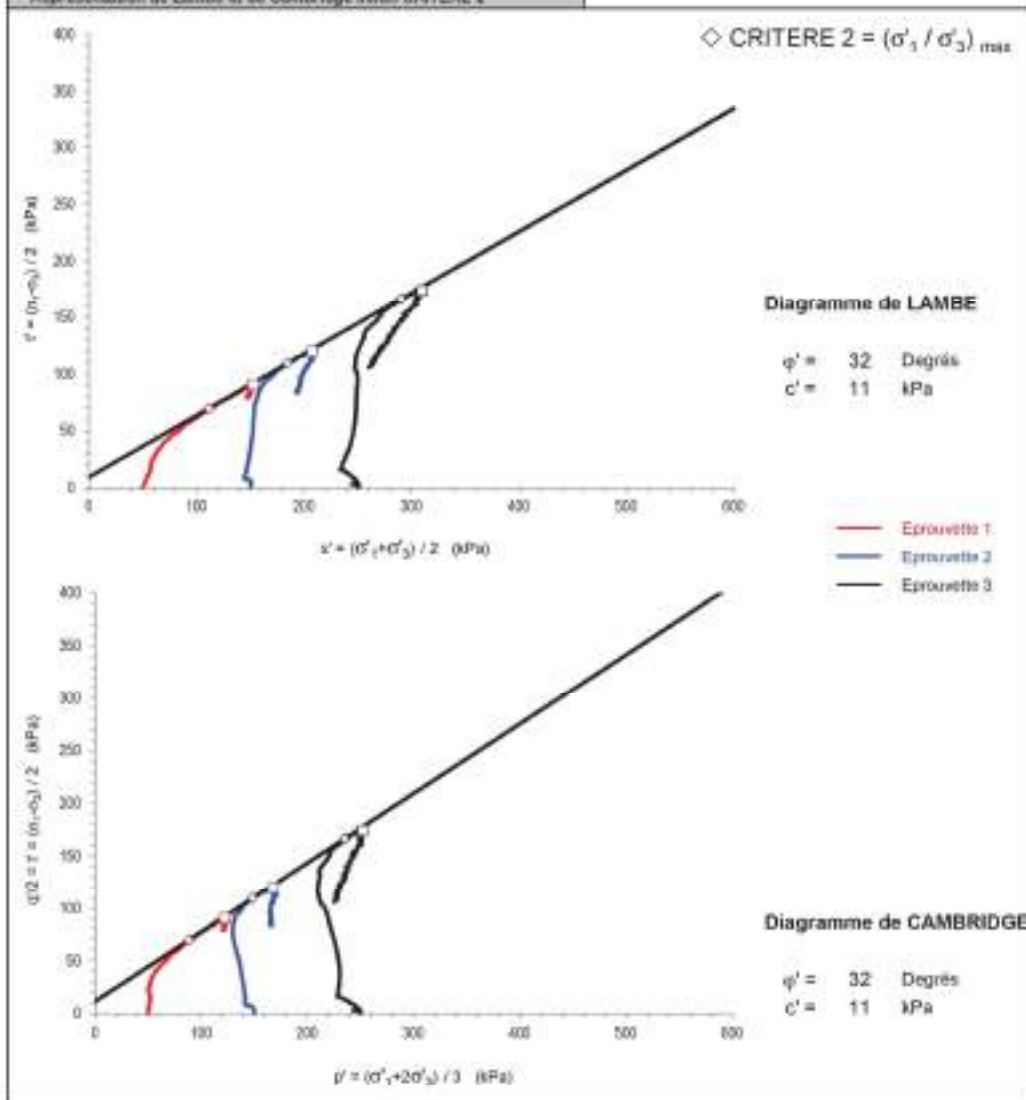 ◇ CRITERE 2 = (σ'₁ / σ'₃) max
400
350
300
250
200
150
100
50
0
0 100 200 300 400 500 600
s' = (σ'₁+σ'₃) / 2 (kPa)
Diagramme de LAMBE
φ' = 32 Degrés
c' = 11 kPa
Eprouvette 1
Eprouvette 2
Eprouvette 3
400
350
300
250
200
150
100
50
0
0 100 200 300 400 500 600
p' = (σ'₁+2σ'₃) / 3 (kPa)
Diagramme de CAMBRIDGE
φ' = 32 Degrés
c' = 11 kPa